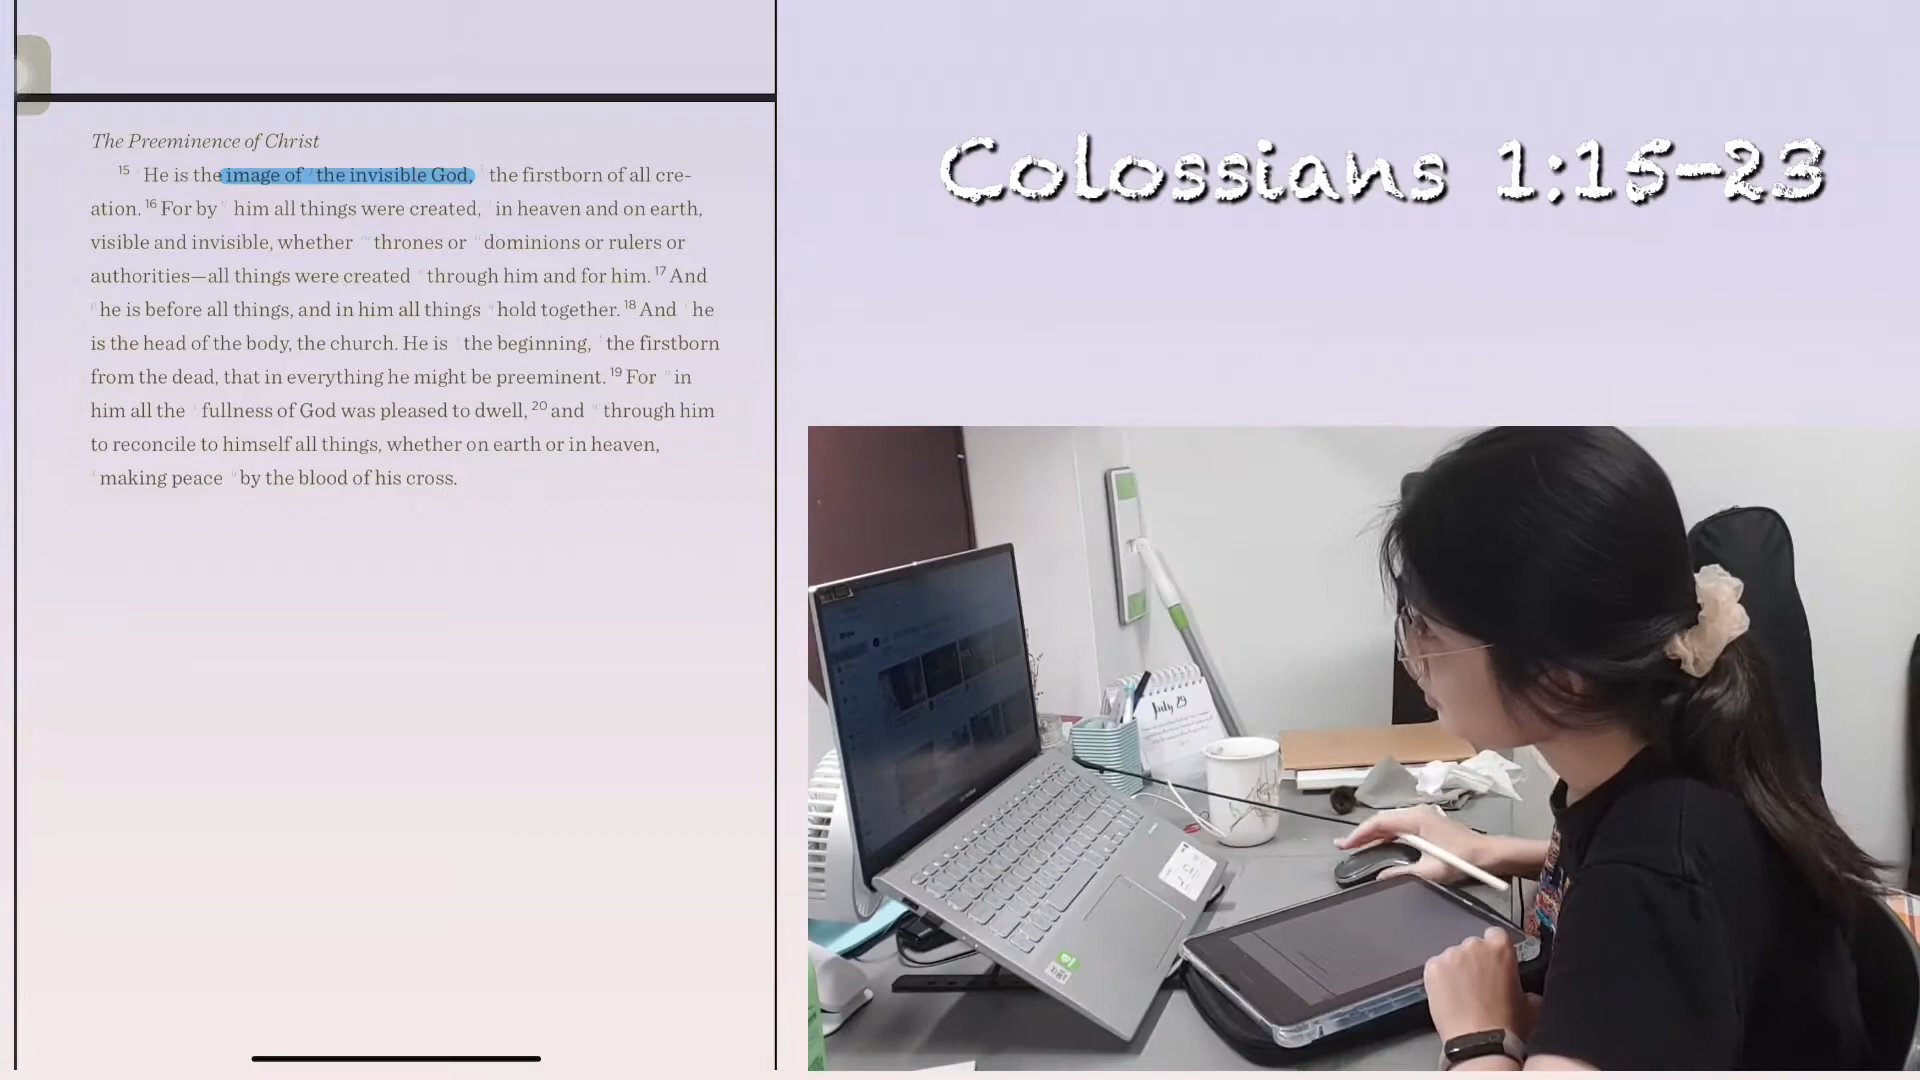 The Preeminence of Christ
15 He is the image of the invisible God, the firstborn of all cre-
ation. 16 For by him all things were created, in heaven and on earth,
visible and invisible, whether thrones or dominions or rulers or
authorities—all things were created through him and for him. 17 And
he is before all things, and in him all things hold together. 18 And he
is the head of the body, the church. He is the beginning, the firstborn
from the dead, that in everything he might be preeminent. 19 For in
him all the fullness of God was pleased to dwell, 20 and through him
to reconcile to himself all things, whether on earth or in heaven,
making peace by the blood of his cross.
Colossians 1:15-23
July 29